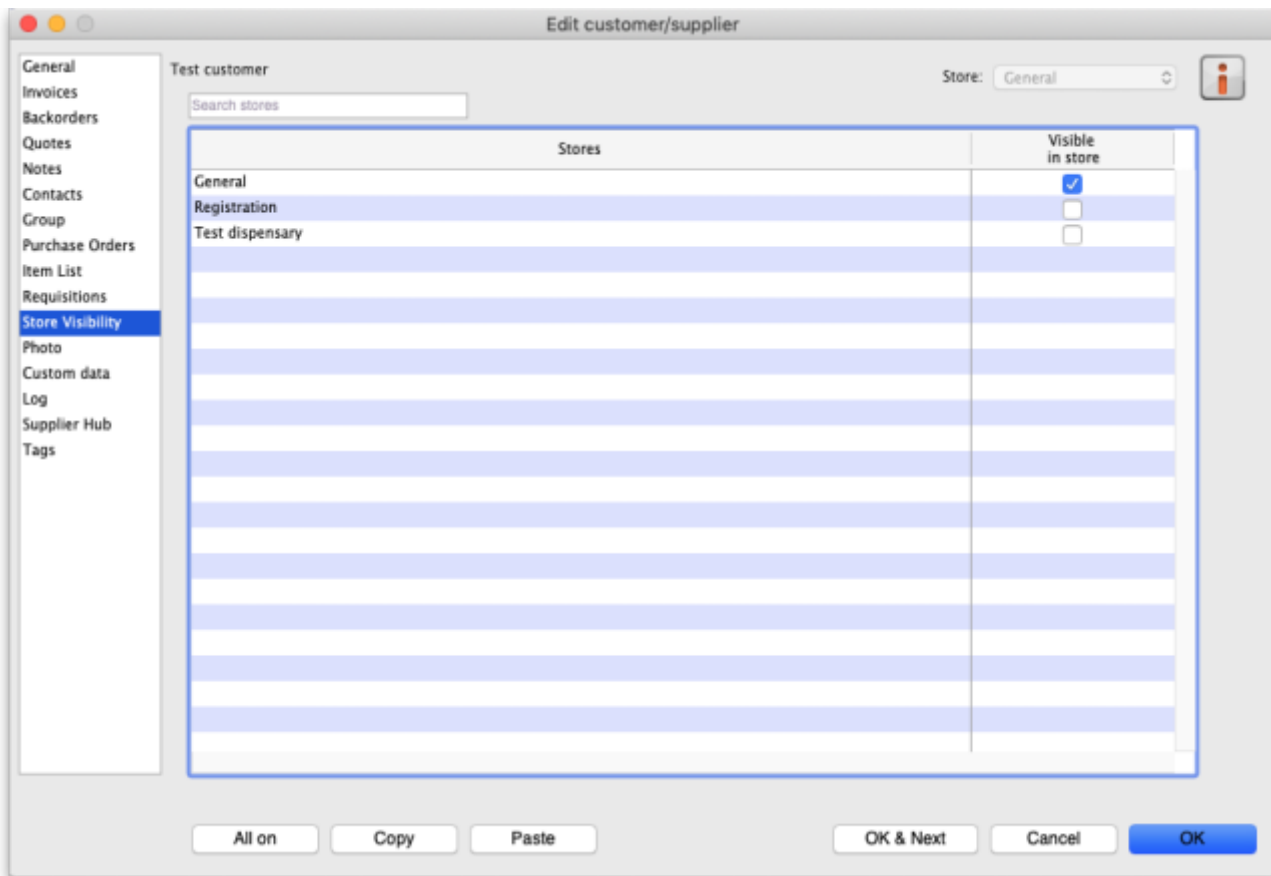 Edit customer/supplier
General
Invoices
Backorders
Quotes
Notes
Contacts
Group
Purchase Orders
Item List
Requisitions
Store Visibility
Photo
Custom data
Log
Supplier Hub
Tags
Test customer
Store: General
Search stores
Stores
Visible
in store
General
Registration
Test dispensary
All on
Copy
Paste
OK & Next
Cancel
OK